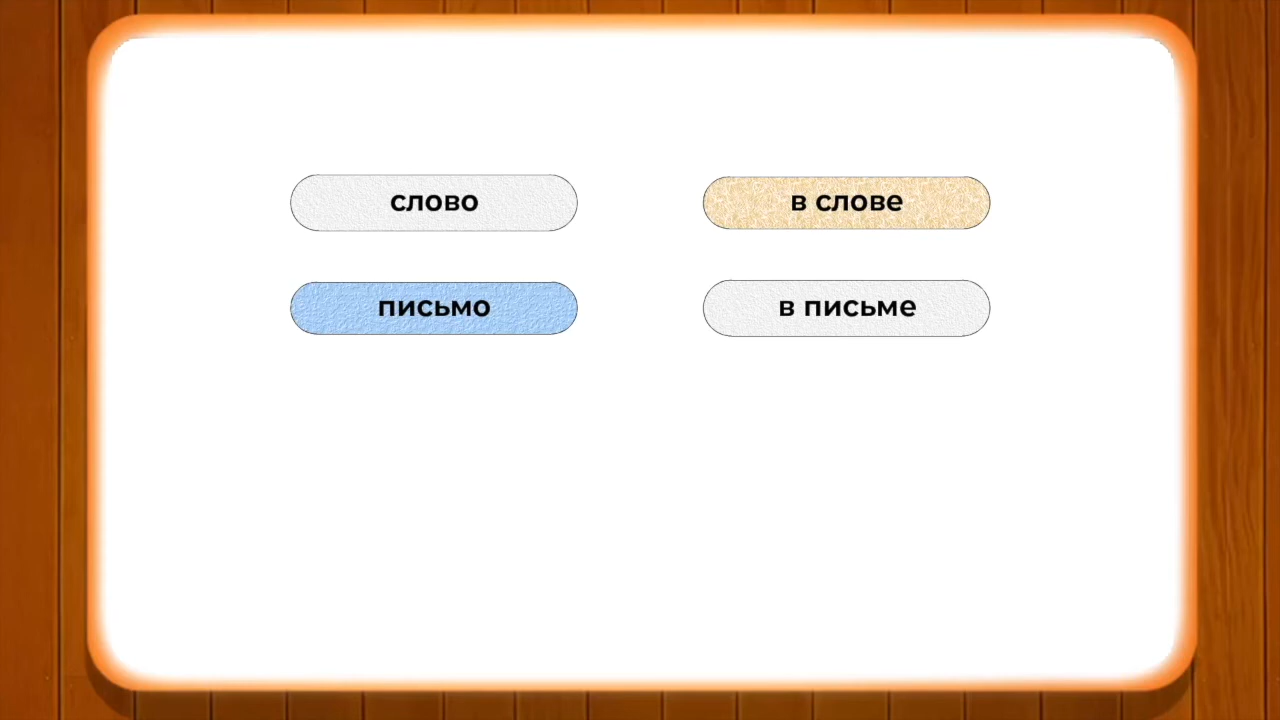 слово
в слове
письмо
в письме